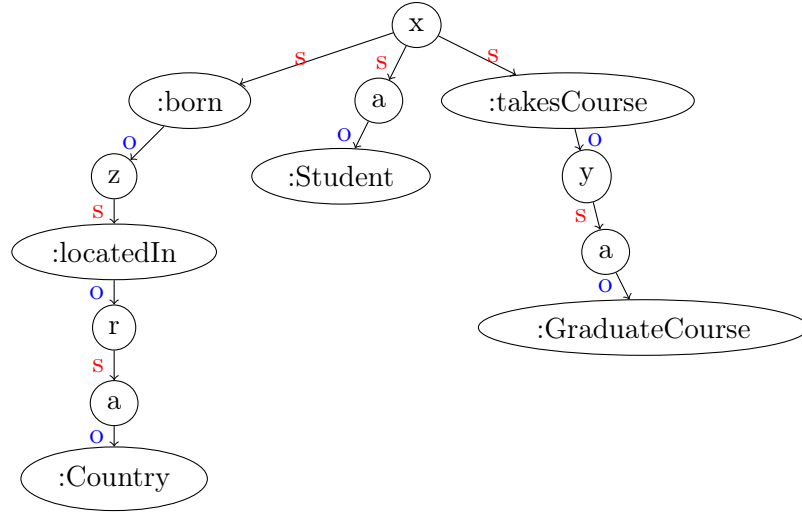 x
s s s
:born a :takesCourse
o o o
z :Student y
s s
:locatedIn a
o o
r :GraduateCourse
s
a
o
:Country